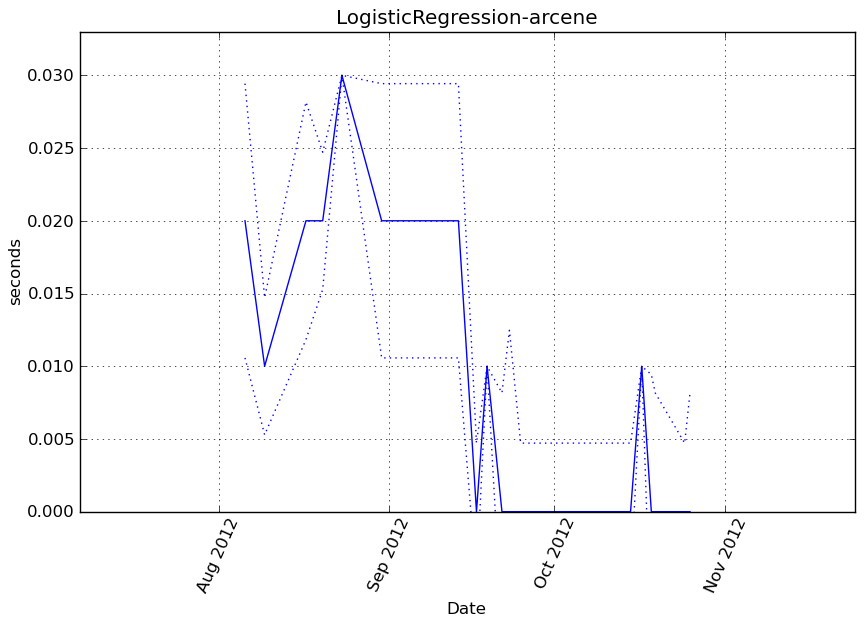 LogisticRegression-arcene
0.030
0.025
0.020
0.015
0.010
0.005
0.000
seconds
Aug 2012
Sep 2012
Oct 2012
Nov 2012
Date